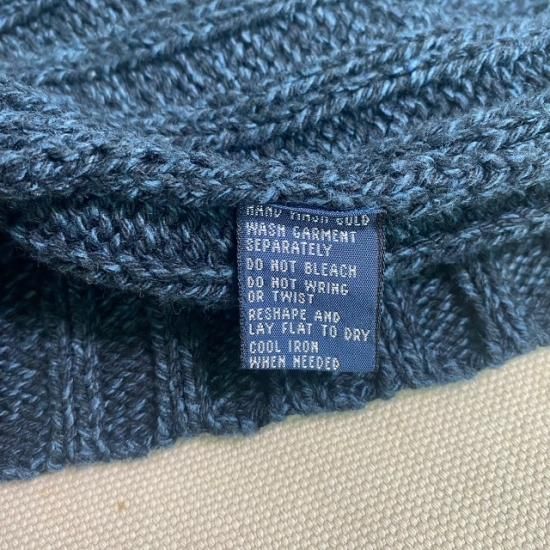 HAND WASH COLD
WASH GARMENT
SEPARATELY
DO NOT BLEACH
DO NOT WRING
OR TWIST
RESHAPE AND
LAY FLAT TO DRY
COOL IRON
WHEN NEEDED